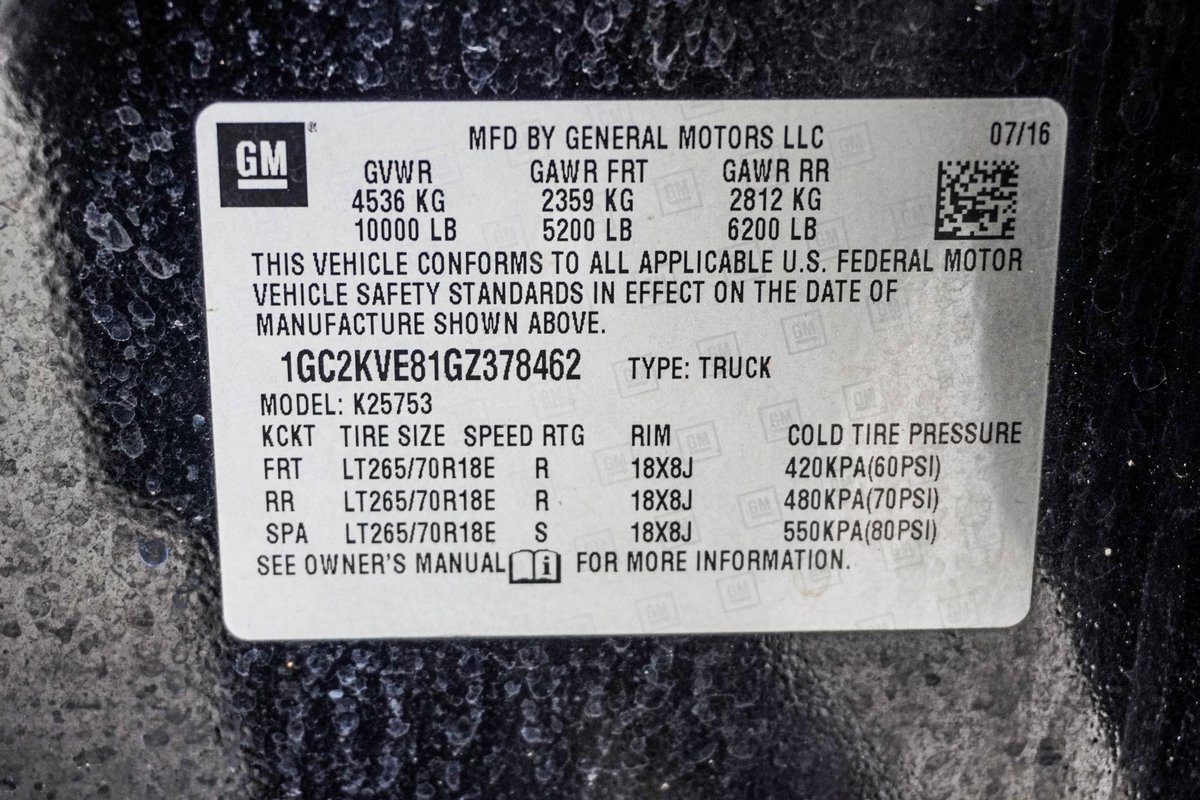 GM
MFD BY GENERAL MOTORS LLC 07/16
GVWR GAWR FRT GAWR RR
4536 KG 2359 KG 2812 KG
10000 LB 5200 LB 6200 LB
THIS VEHICLE CONFORMS TO ALL APPLICABLE U.S. FEDERAL MOTOR
VEHICLE SAFETY STANDARDS IN EFFECT ON THE DATE OF
MANUFACTURE SHOWN ABOVE.
1GC2KVE81GZ378462 TYPE: TRUCK
MODEL: K25753
KCKT TIRE SIZE SPEED RTG RIM COLD TIRE PRESSURE
FRT LT265/70R18E R 18X8J 420KPA(60PSI)
RR LT265/70R18E R 18X8J 480KPA(70PSI)
SPA LT265/70R18E S 18X8J 550KPA(80PSI)
SEE OWNER'S MANUAL i FOR MORE INFORMATION.